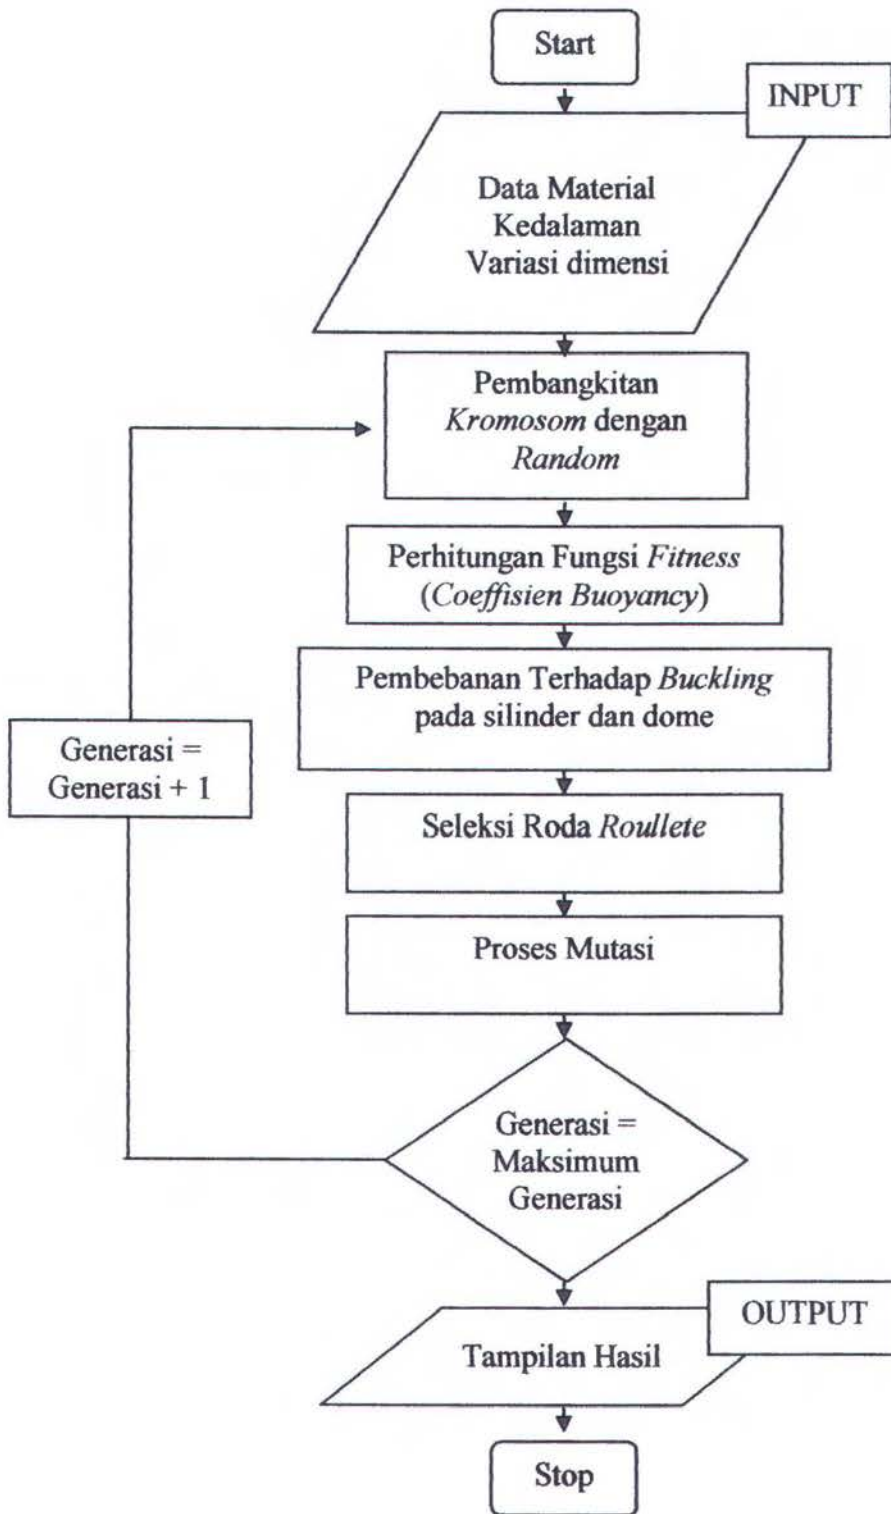 Start
INPUT
Data Material
Kedalaman
Variasi dimensi
Pembangkitan
Kromosom dengan
Random
Perhitungan Fungsi Fitness
(Coeffisien Buoyancy)
Pembebanan Terhadap Buckling
pada silinder dan dome
Generasi =
Generasi + 1
Seleksi Roda Roullete
Proses Mutasi
Generasi =
Maksimum
Generasi
OUTPUT
Tampilan Hasil
Stop